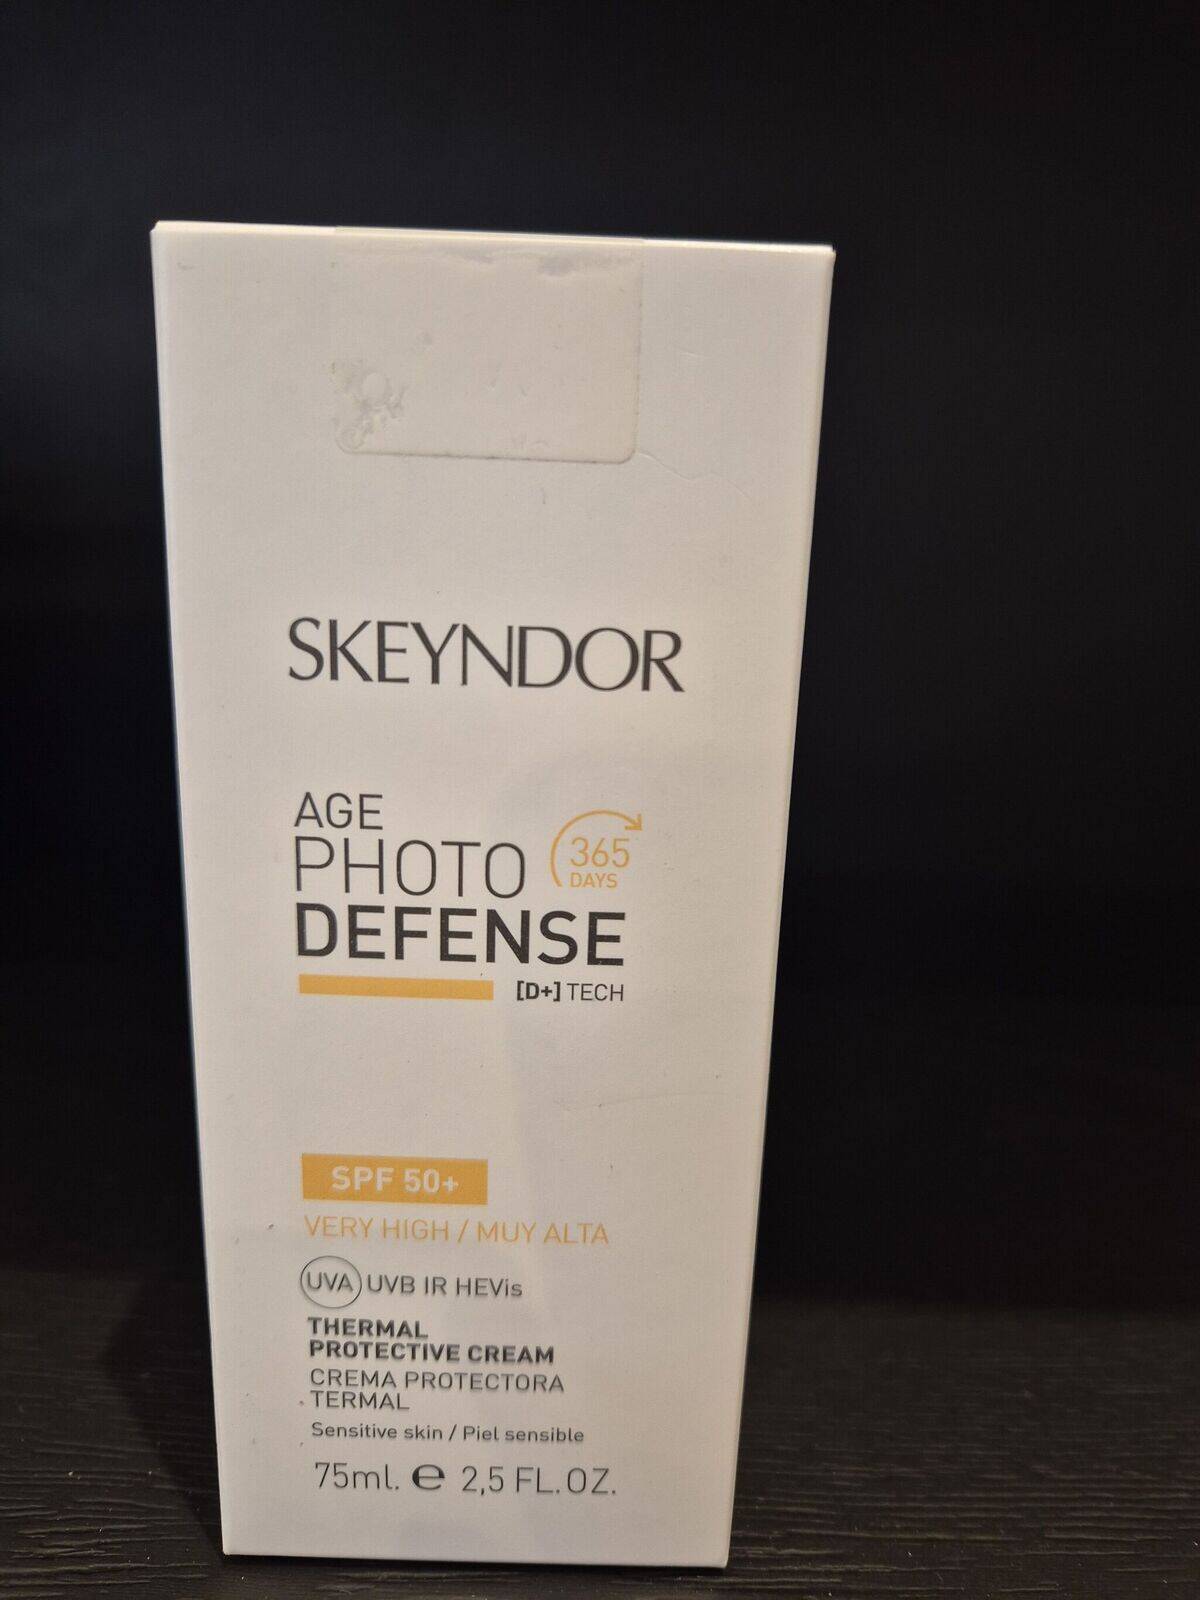 SKEYNDOR
AGE
PHOTO
DEFENSE
365
DAYS
[D+] TECH
SPF 50+
VERY HIGH / MUY ALTA
UVA UVB IR HEVis
THERMAL
PROTECTIVE CREAM
CREMA PROTECTORA
TERMAL
Sensitive skin / Piel sensible
75ml. e 2,5 FL.OZ.